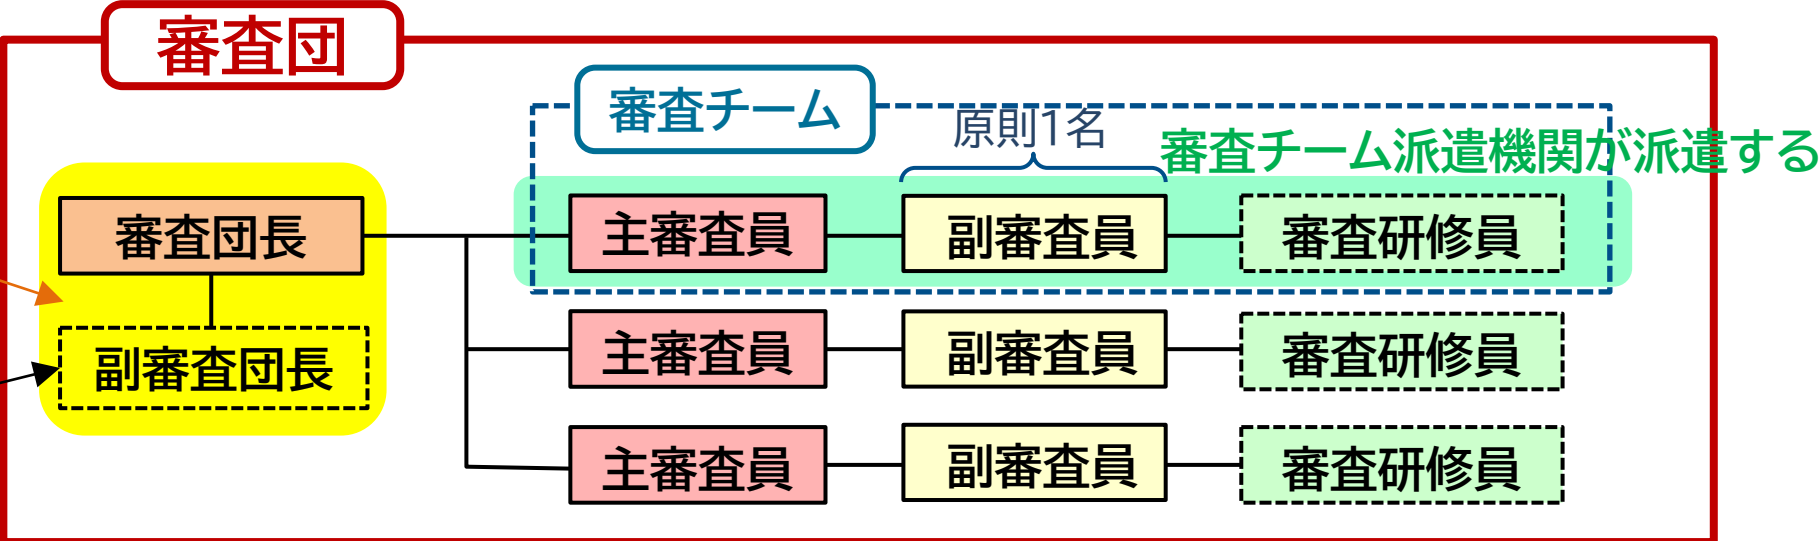 審査団
審査チーム
原則1名
審査チーム派遣機関が派遣する
審査団長
主審査員
副審査員
審査研修員
副審査団長
主審査員
副審査員
審査研修員
主審査員
副審査員
審査研修員